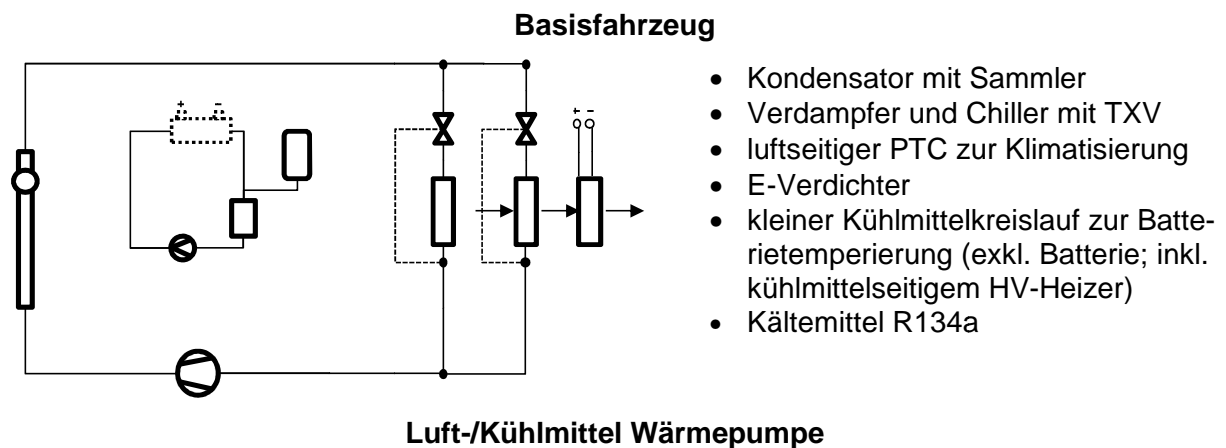 Basisfahrzeug
+ -
+ -
• Kondensator mit Sammler
• Verdampfer und Chiller mit TXV
• luftseitiger PTC zur Klimatisierung
• E-Verdichter
• kleiner Kühlmittelkreislauf zur Batte-
rietemperierung (exkl. Batterie; inkl.
kühlmittelseitigem HV-Heizer)
• Kältemittel R134a
Luft-/Kühlmittel Wärmepumpe